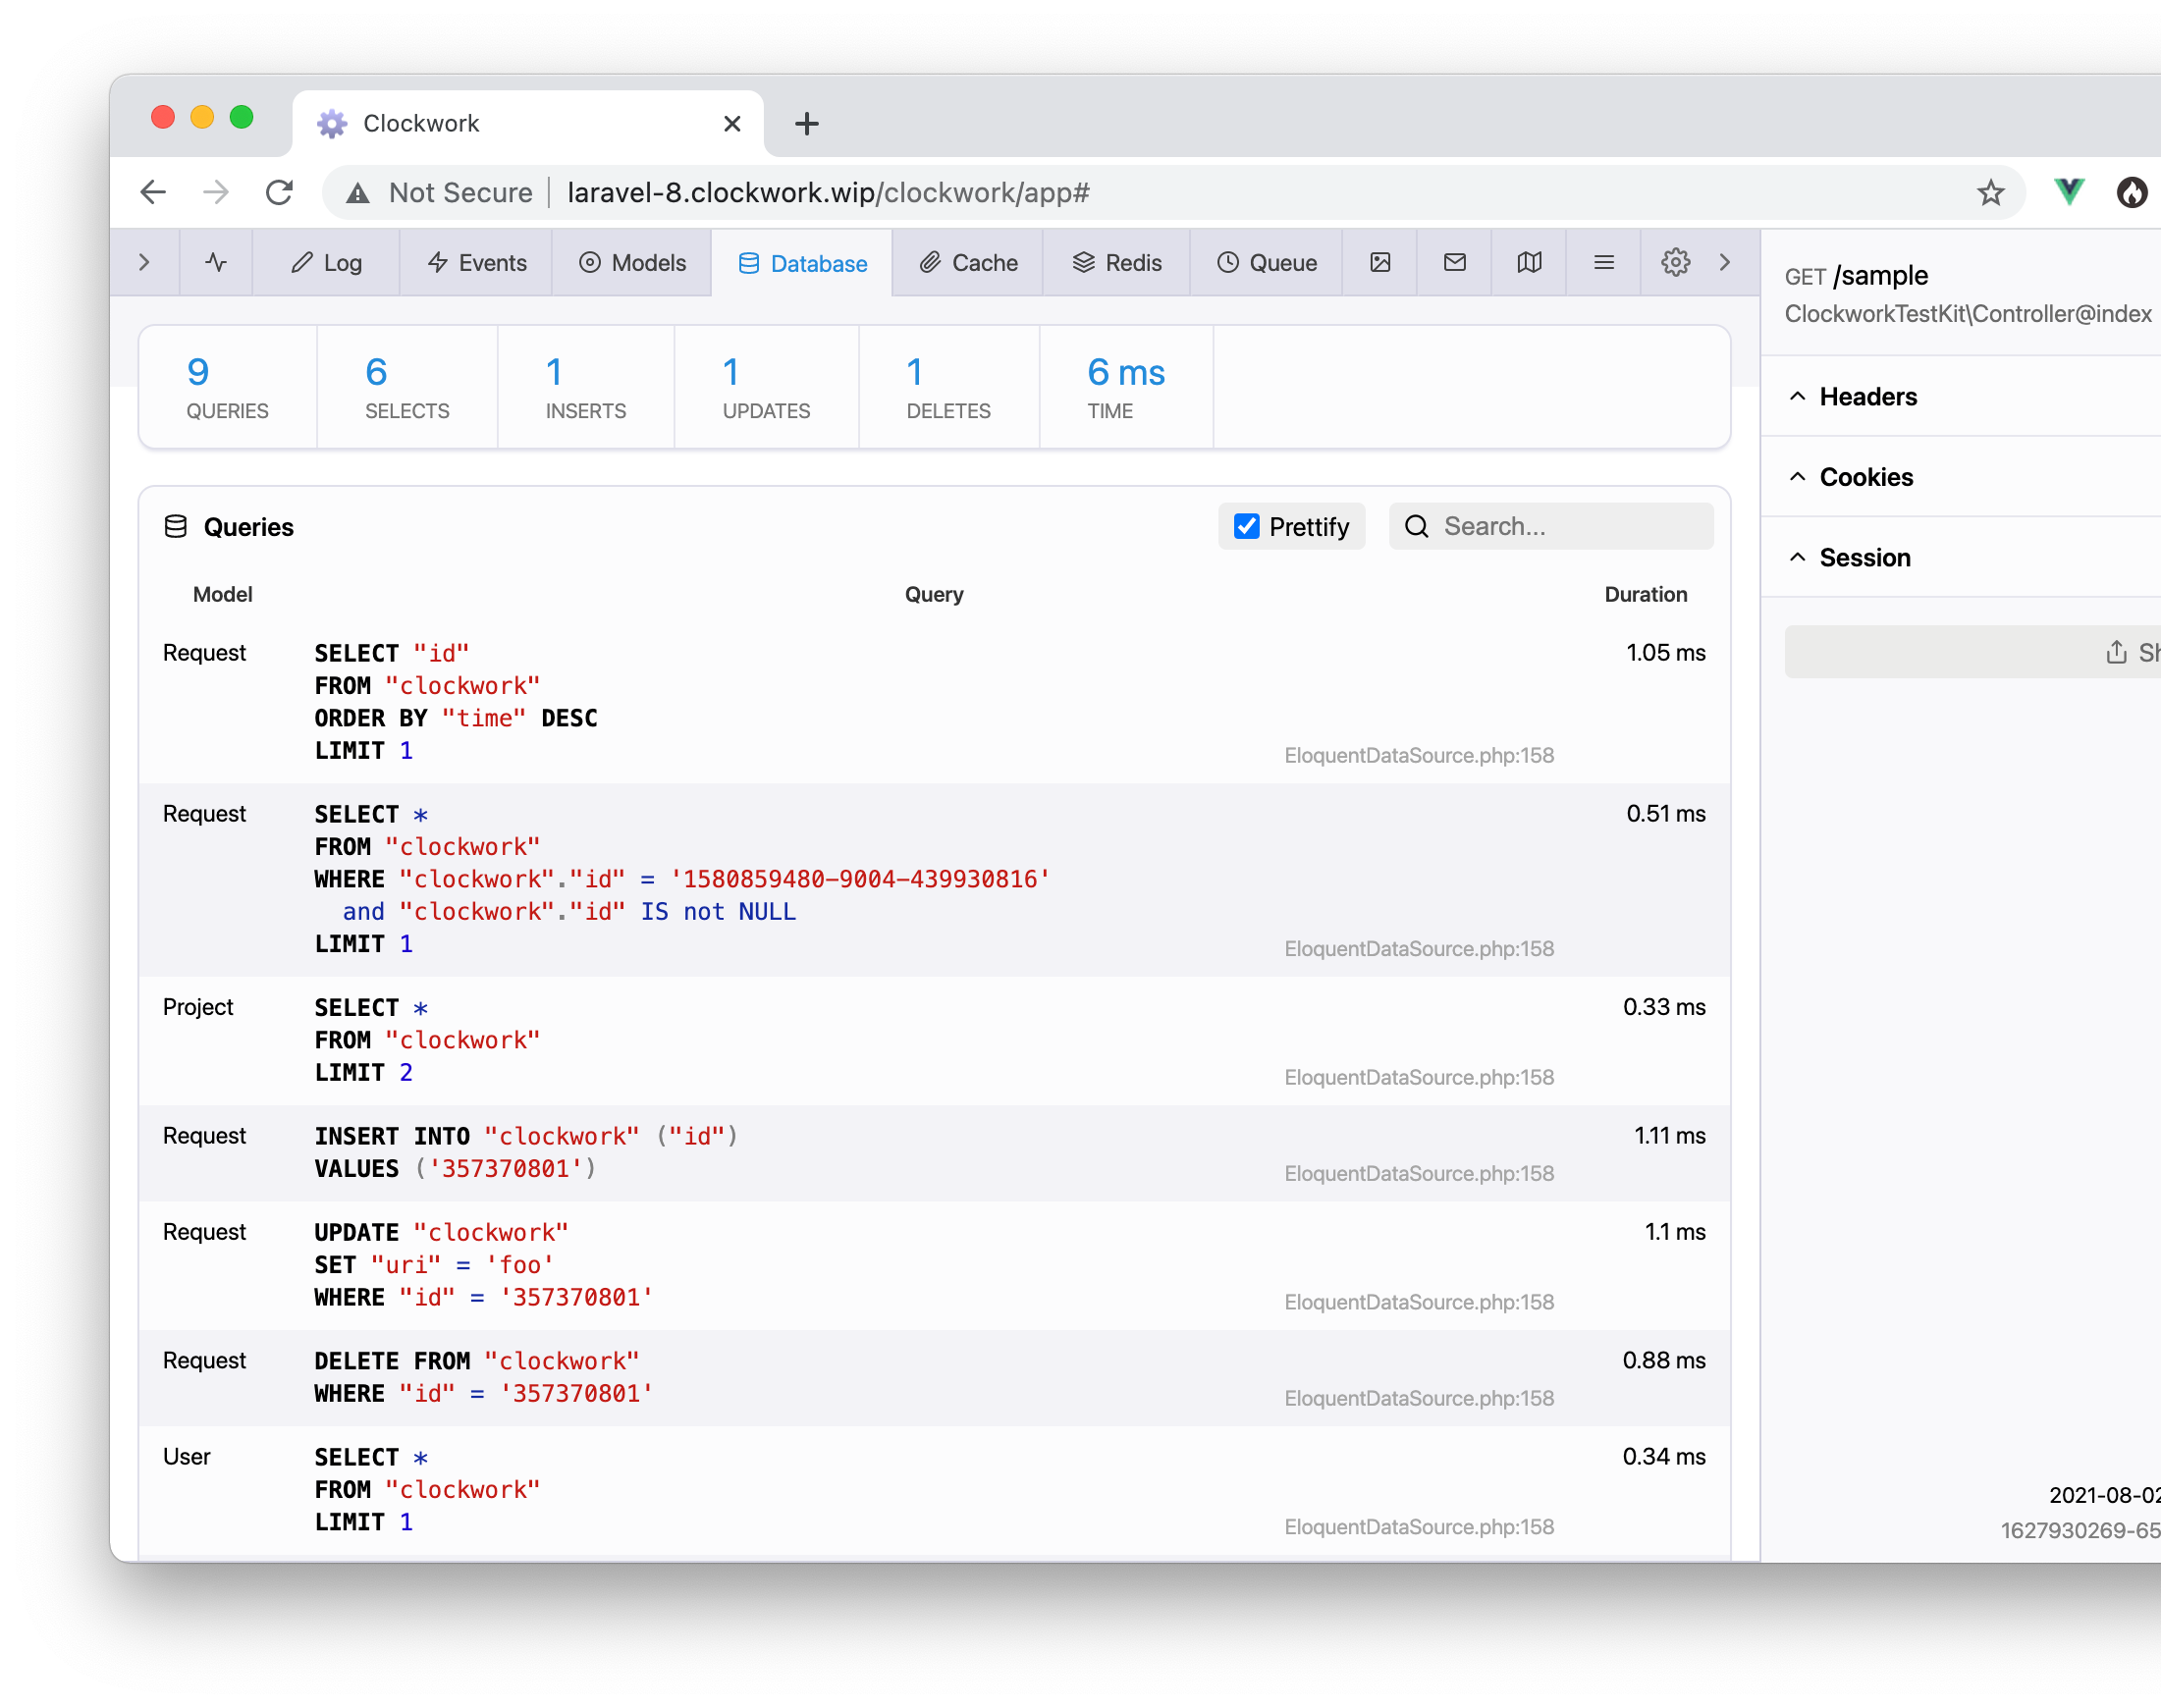 Clockwork
Not Secure laravel-8.clockwork.wip/clockwork/app#
Log Events Models Database Cache Redis Queue
9 6 1 1 1 6 ms
QUERIES SELECTS INSERTS UPDATES DELETES TIME
Queries Prettify Search...
Model Query Duration
Request SELECT "id" 1.05 ms
FROM "clockwork"
ORDER BY "time" DESC
LIMIT 1
EloquentDataSource.php:158
Request SELECT * 0.51 ms
FROM "clockwork"
WHERE "clockwork"."id" = '1580859480-9004-439930816'
and "clockwork"."id" IS not NULL
LIMIT 1
EloquentDataSource.php:158
Project SELECT * 0.33 ms
FROM "clockwork"
LIMIT 2
EloquentDataSource.php:158
Request INSERT INTO "clockwork" ("id") 1.11 ms
VALUES ('357370801')
EloquentDataSource.php:158
Request UPDATE "clockwork" 1.1 ms
SET "uri" = 'foo'
WHERE "id" = '357370801'
EloquentDataSource.php:158
Request DELETE FROM "clockwork" 0.88 ms
WHERE "id" = '357370801'
EloquentDataSource.php:158
User SELECT * 0.34 ms
FROM "clockwork"
LIMIT 1
EloquentDataSource.php:158
GET /sample
ClockworkTestKit\Controller@index
Headers
Cookies
Session
2021-08-02
1627930269-65